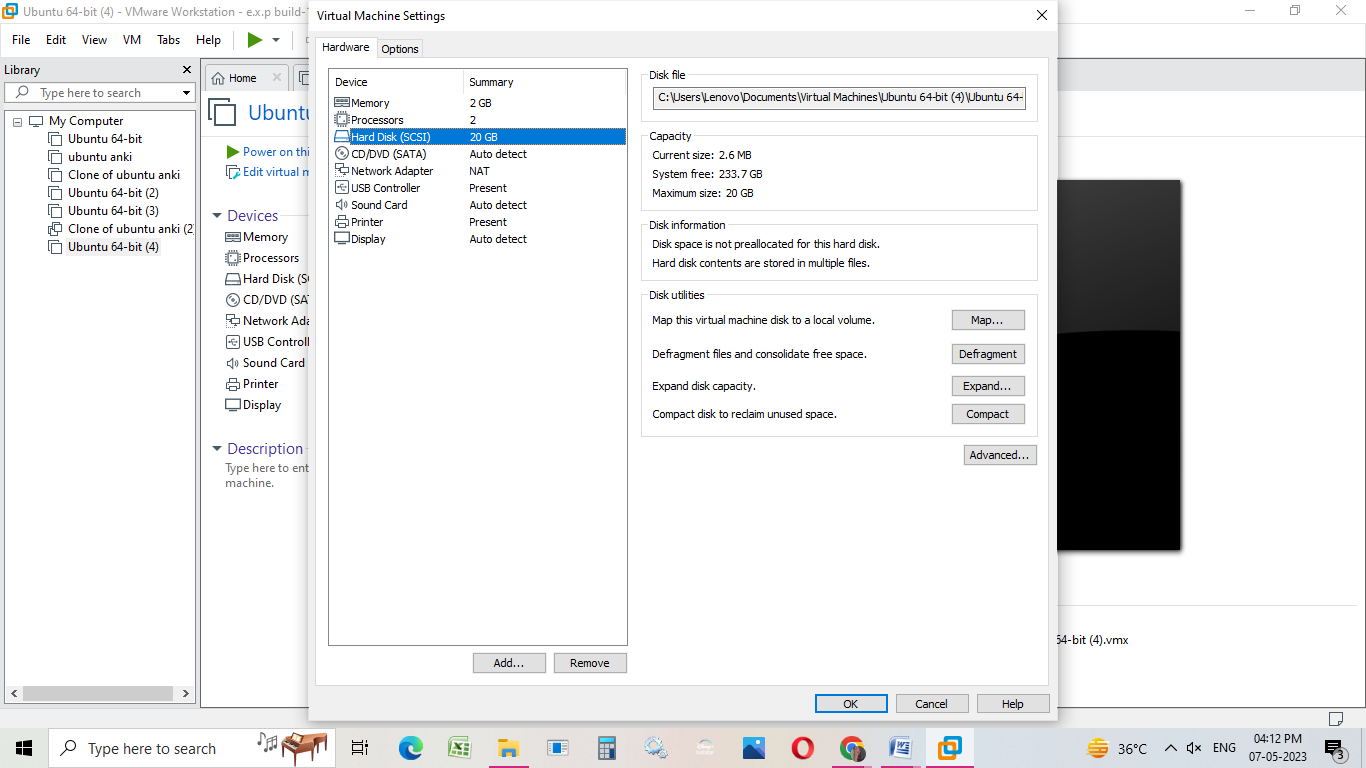 Ubuntu 64-bit (4) - VMware Workstation - e.x.p build-
File Edit View VM Tabs Help
Library
Type here to search
My Computer
Ubuntu 64-bit
ubuntu anki
Clone of ubuntu anki
Ubuntu 64-bit (2)
Ubuntu 64-bit (3)
Clone of ubuntu anki (2)
Ubuntu 64-bit (4)
Home
Ubuntu
Power on thi
Edit virtual m
Devices
Memory
Processors
Hard Disk (S
CD/DVD (SA
Network Ada
USB Controll
Sound Card
Printer
Display
Description
Type here to ent
machine.
Virtual Machine Settings
Hardware Options
Device Summary
Memory 2 GB
Processors 2
Hard Disk (SCSI) 20 GB
CD/DVD (SATA) Auto detect
Network Adapter NAT
USB Controller Present
Sound Card Auto detect
Printer Present
Display Auto detect
Add... Remove
Disk file
C:\Users\Lenovo\Documents\Virtual Machines\Ubuntu 64-bit (4)\Ubuntu 64-
Capacity
Current size: 2.6 MB
System free: 233.7 GB
Maximum size: 20 GB
Disk information
Disk space is not preallocated for this hard disk.
Hard disk contents are stored in multiple files.
Disk utilities
Map this virtual machine disk to a local volume. Map...
Defragment files and consolidate free space. Defragment
Expand disk capacity. Expand...
Compact disk to reclaim unused space. Compact
Advanced...
OK Cancel Help
64-bit (4).vmx
Type here to search
36°C ENG
04:12 PM
07-05-2023
3